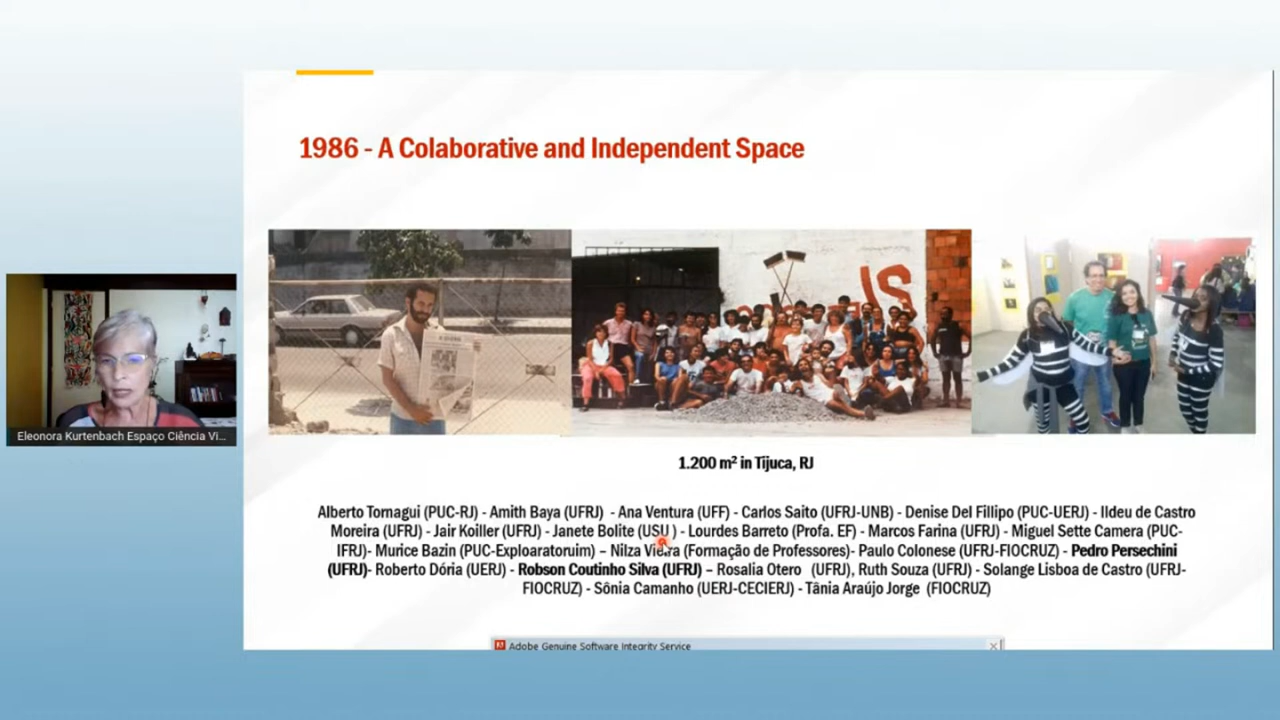 1986 - A Colaborative and Independent Space
IS
Eleonora Kurtenbach Espaço Ciência Vi...
1.200 m² in Tijuca, RJ
Alberto Tornagui (PUC-RJ) - Amith Baya (UFRJ) - Ana Ventura (UFF) - Carlos Saito (UFRJ-UNB) - Denise Del Fillipo (PUC-UERJ) - Ildeu de Castro
Moreira (UFRJ) - Jair Koiller (UFRJ) - Janete Bolite (USU ) - Lourdes Barreto (Profa. EF) - Marcos Farina (UFRJ) - Miguel Sette Camera (PUC-
IFRJ)- Murice Bazin (PUC-Exploaratoruim) – Nilza Vieira (Formação de Professores)- Paulo Colonese (UFRJ-FIOCRUZ) - Pedro Persechini
(UFRJ)- Roberto Dória (UERJ) - Robson Coutinho Silva (UFRJ) – Rosalia Otero (UFRJ), Ruth Souza (UFRJ) - Solange Lisboa de Castro (UFRJ-
FIOCRUZ) - Sônia Camanho (UERJ-CECIERJ) - Tânia Araújo Jorge (FIOCRUZ)
Adobe Genuine Software Integrity Service